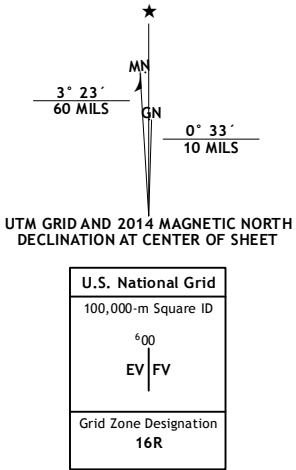 ★
MN
GN
3° 23´
60 MILS
0° 33´
10 MILS
UTM GRID AND 2014 MAGNETIC NORTH
DECLINATION AT CENTER OF SHEET
U.S. National Grid
100,000-m Square ID
⁶00
EV FV
Grid Zone Designation
16R